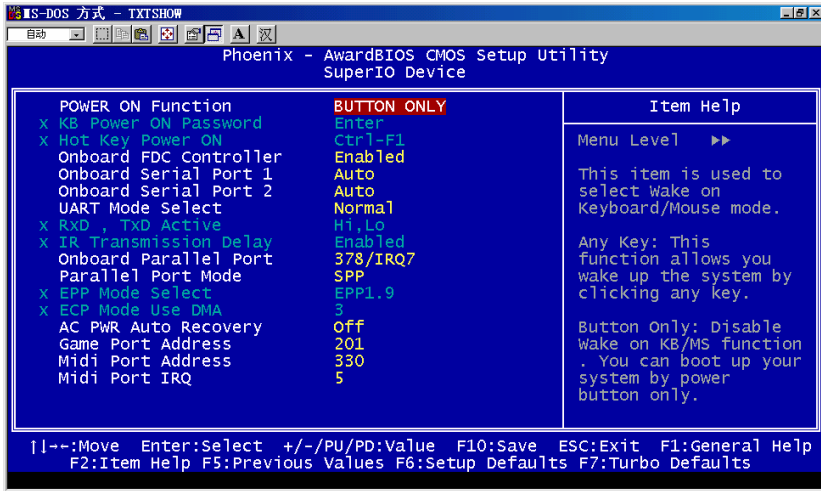 MS-DOS 方式 - TXTSHOW
自动
A 汉
Phoenix - AwardBIOS CMOS Setup Utility
SuperIO Device
POWER ON Function BUTTON ONLY
x KB Power ON Password Enter
x Hot Key Power ON Ctrl-F1
Onboard FDC Controller Enabled
Onboard Serial Port 1 Auto
Onboard Serial Port 2 Auto
UART Mode Select Normal
x RxD , TxD Active Hi,Lo
x IR Transmission Delay Enabled
Onboard Parallel Port 378/IRQ7
Parallel Port Mode SPP
x EPP Mode Select EPP1.9
x ECP Mode Use DMA 3
AC PWR Auto Recovery Off
Game Port Address 201
Midi Port Address 330
Midi Port IRQ 5
Item Help
Menu Level ►►
This item is used to
select Wake on
Keyboard/Mouse mode.
Any Key: This
function allows you
wake up the system by
clicking any key.
Button Only: Disable
Wake on KB/MS function
. You can boot up your
system by power
button only.
↑↓→←:Move Enter:Select +/-/PU/PD:Value F10:Save ESC:Exit F1:General Help
F2:Item Help F5:Previous Values F6:Setup Defaults F7:Turbo Defaults